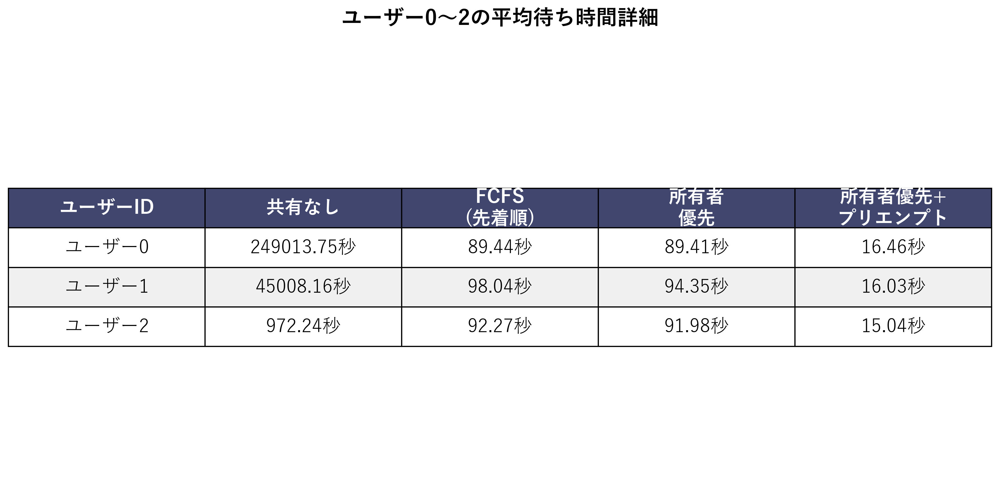 ユーザー0～2の平均待ち時間詳細
ユーザーID 共有なし FCFS (先着順) 所有者 優先 所有者優先+ プリエンプト
ユーザー0 249013.75秒 89.44秒 89.41秒 16.46秒
ユーザー1 45008.16秒 98.04秒 94.35秒 16.03秒
ユーザー2 972.24秒 92.27秒 91.98秒 15.04秒